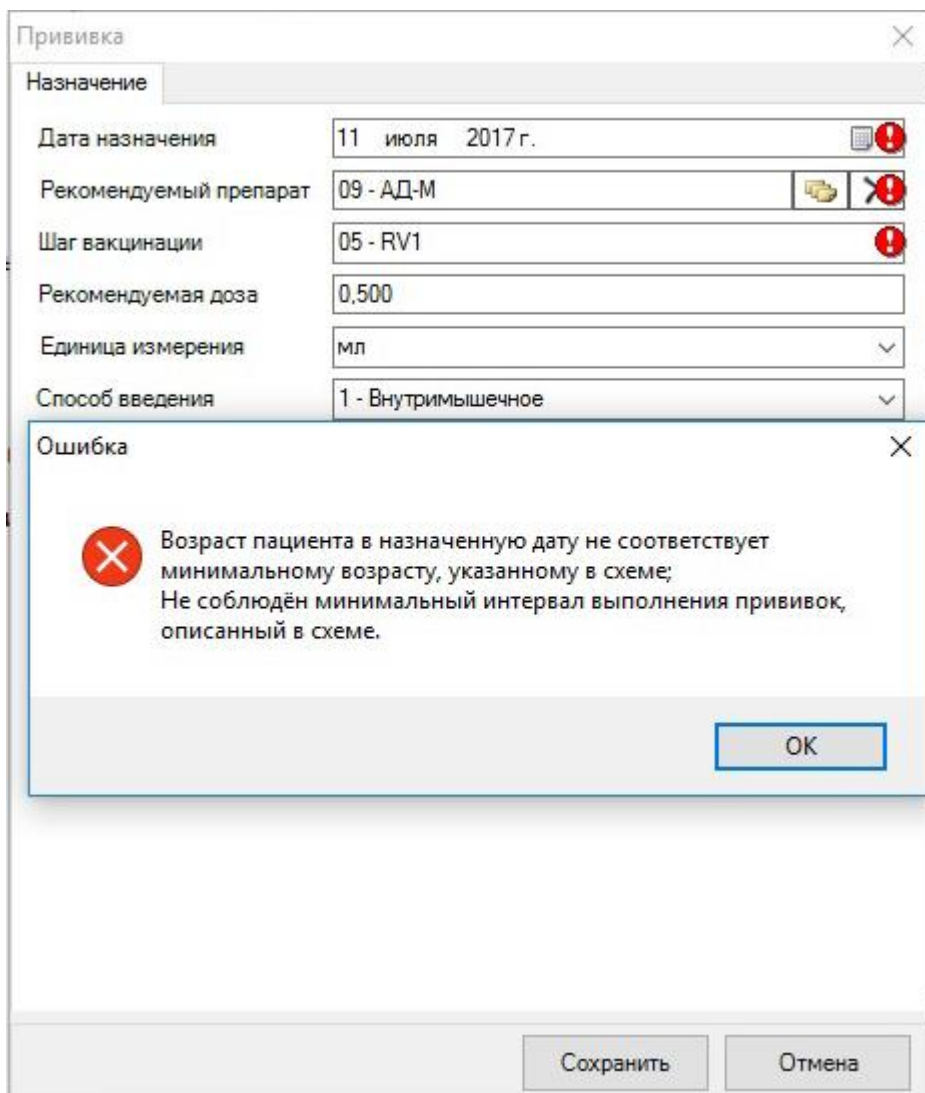 Прививка
Назначение
Дата назначения 11 июля 2017 г.
Рекомендуемый препарат 09 - АД-М
Шаг вакцинации 05 - RV1
Рекомендуемая доза 0,500
Единица измерения мл
Способ введения 1 - Внутримышечное
Ошибка
Возраст пациента в назначенную дату не соответствует
минимальному возрасту, указанному в схеме;
Не соблюдён минимальный интервал выполнения прививок,
описанный в схеме.
OK
Сохранить Отмена